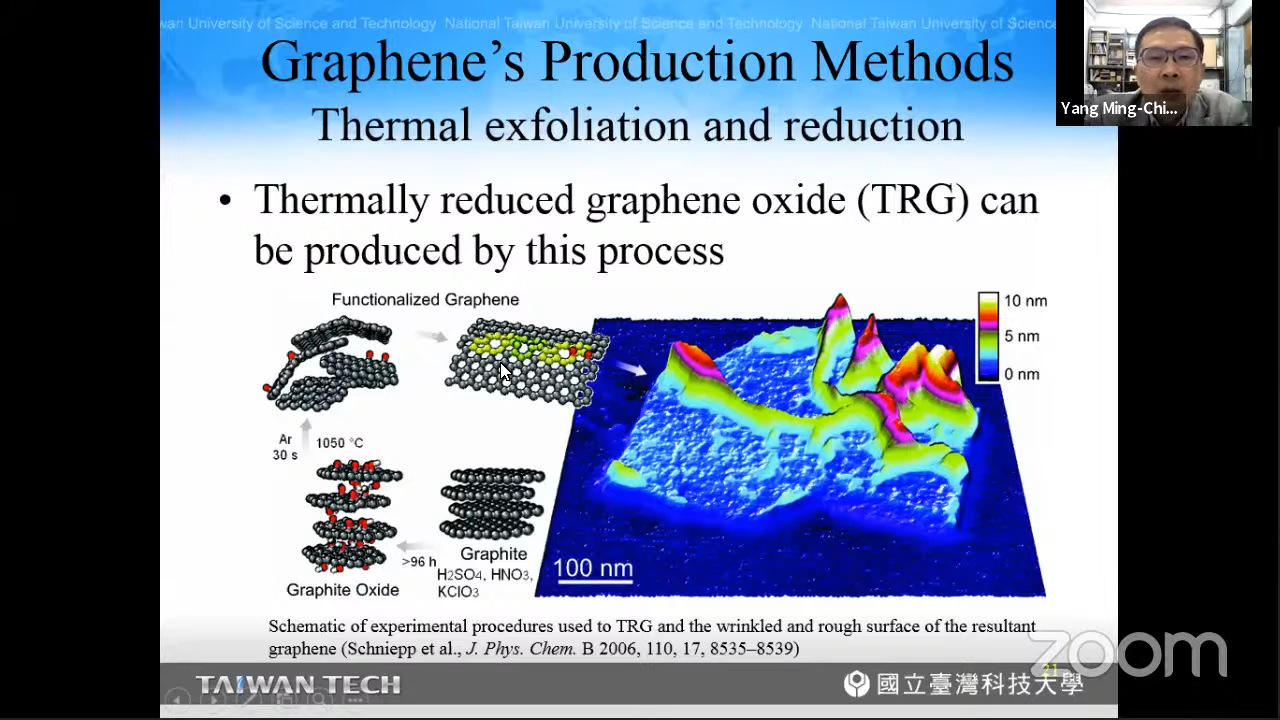 wan University of Science and Technology National Taiwan University of Science and Technology National Taiwan University of Science
Graphene's Production Methods
Thermal exfoliation and reduction
Yang Ming-Chi...
• Thermally reduced graphene oxide (TRG) can
be produced by this process
Functionalized Graphene
10 nm
5 nm
0 nm
Ar
30 s
1050 °C
>96 h
Graphite
H2SO4, HNO3,
KClO3
Graphite Oxide
100 nm
Schematic of experimental procedures used to TRG and the wrinkled and rough surface of the resultant
graphene (Schniepp et al., J. Phys. Chem. B 2006, 110, 17, 8535–8539)
zoom
21
TAIWAN TECH
國立臺灣科技大學